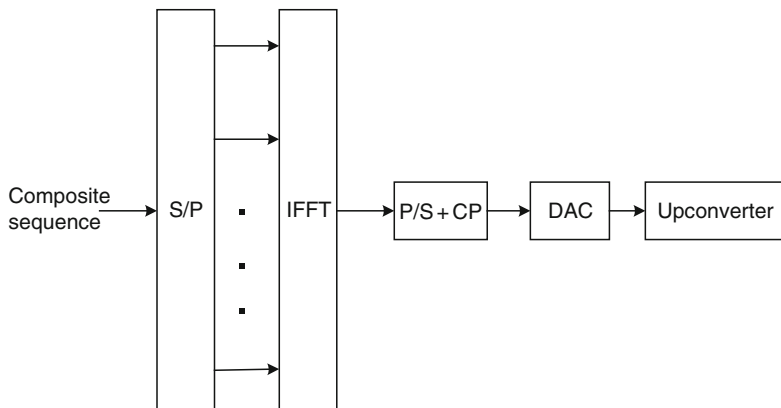 Composite
sequence
S/P
IFFT
P/S + CP
DAC
Upconverter